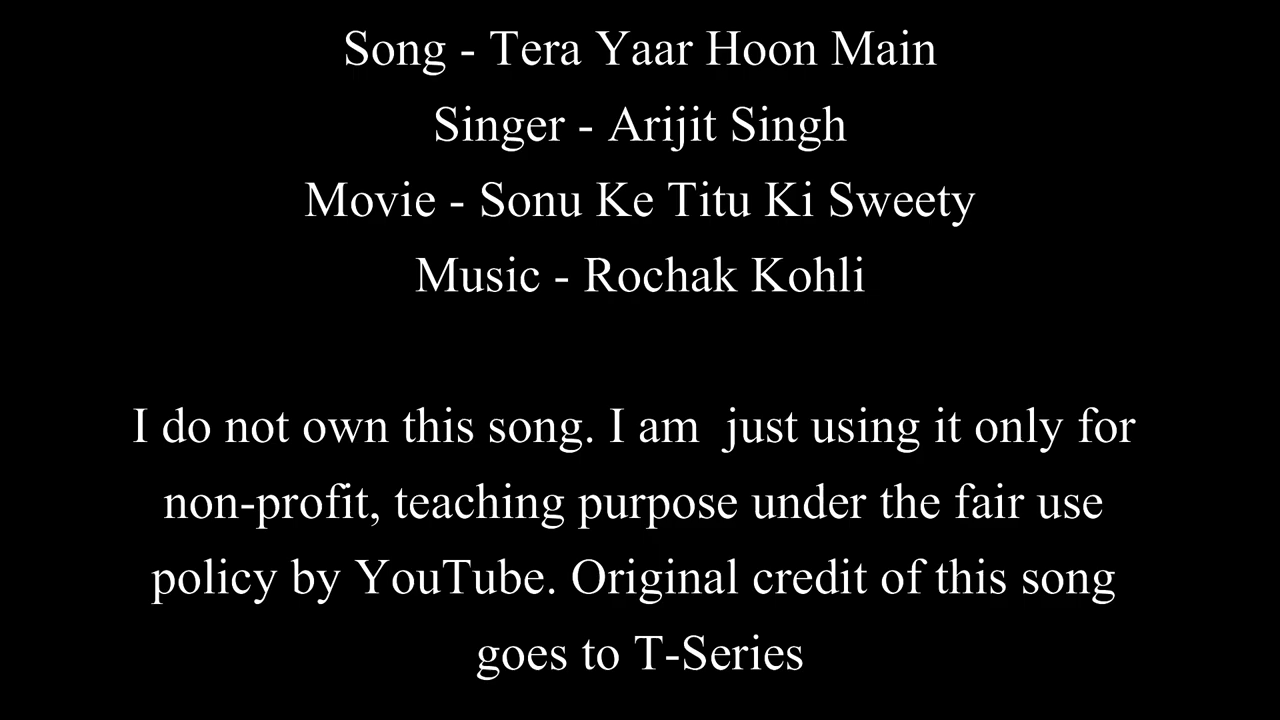 Song - Tera Yaar Hoon Main
Singer - Arijit Singh
Movie - Sonu Ke Titu Ki Sweety
Music - Rochak Kohli
I do not own this song. I am  just using it only for
non-profit, teaching purpose under the fair use
policy by YouTube. Original credit of this song
goes to T-Series